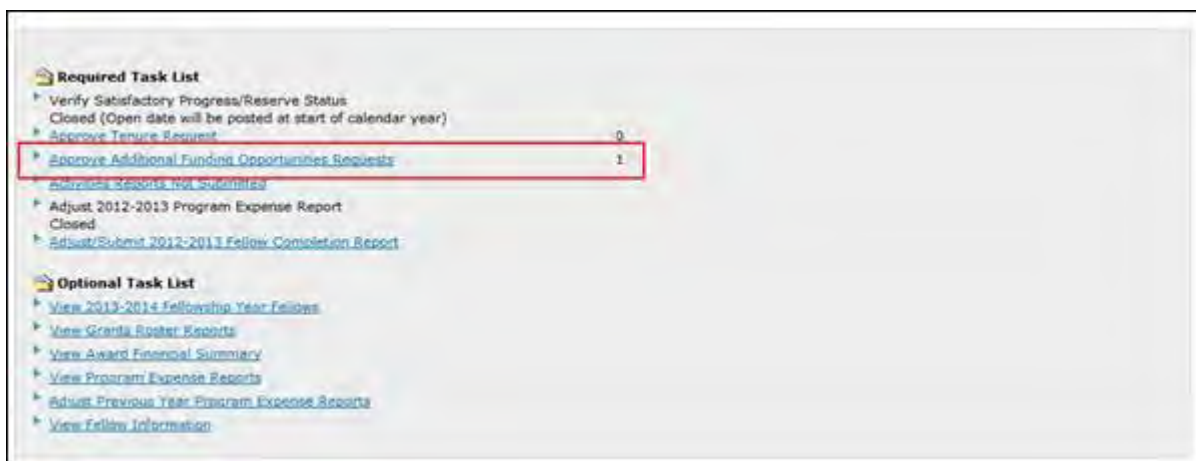 Required Task List
Verify Satisfactory Progress/Reserve Status
Closed (Open date will be posted at start of calendar year)
Approve Tenure Request 0
Approve Additional Funding Opportunities Requests 1
Activities Reports Not Submitted
Adjust 2012-2013 Program Expense Report
Closed
Adjust/Submit 2012-2013 Fellow Completion Report
Optional Task List
View 2013-2014 Fellowship Year Fellows
View Grants Roster Reports
View Award Financial Summary
View Program Expense Reports
Adjust Previous Year Program Expense Reports
View Fellow Information